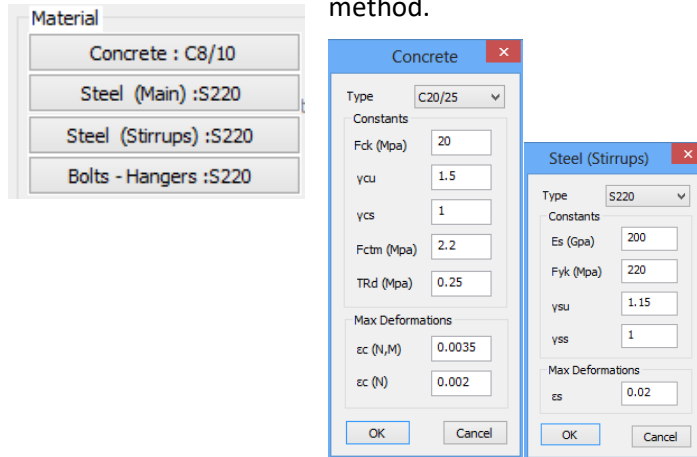 method.
Material
Concrete : C8/10
Steel (Main) :S220
Steel (Stirrups) :S220
Bolts - Hangers :S220
Concrete
Type C20/25
Constants
Fck (Mpa) 20
γcu 1.5
γcs 1
Fctm (Mpa) 2.2
TRd (Mpa) 0.25
Max Deformations
εc (N,M) 0.0035
εc (N) 0.002
OK Cancel
Steel (Stirrups)
Type S220
Constants
Es (Gpa) 200
Fyk (Mpa) 220
γsu 1.15
γss 1
Max Deformations
εs 0.02
OK Cancel